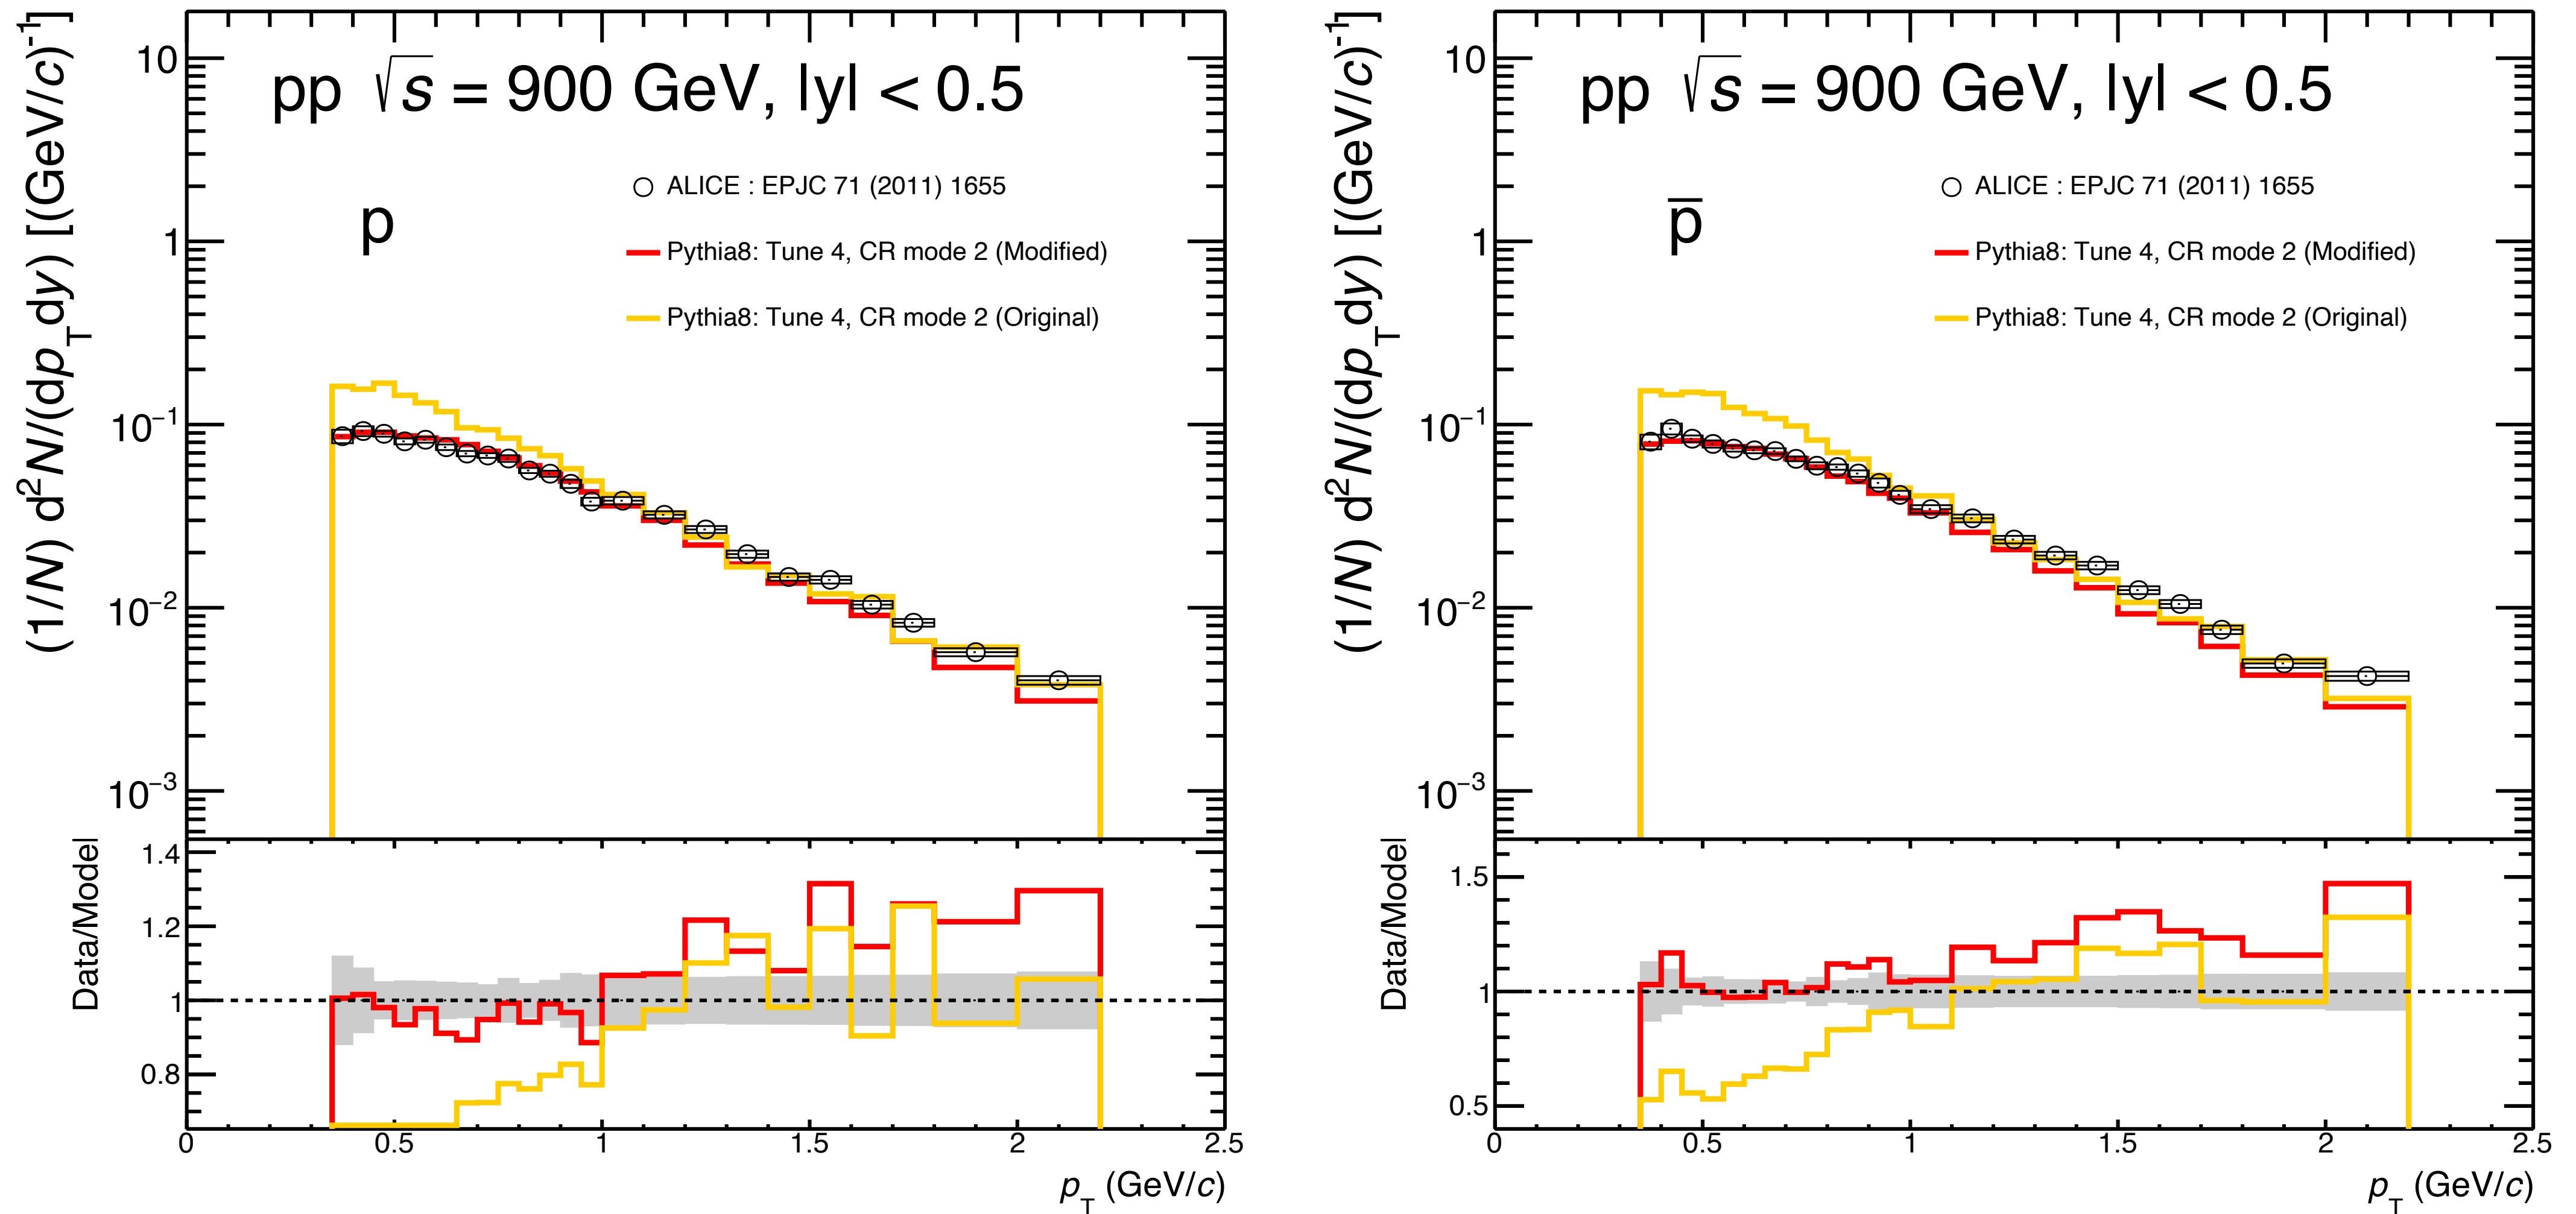 (1/N) d²N/(dp_T dy) [(GeV/c)⁻¹]
pp √s = 900 GeV, |y| < 0.5
p
ALICE : EPJC 71 (2011) 1655
Pythia8: Tune 4, CR mode 2 (Modified)
Pythia8: Tune 4, CR mode 2 (Original)
10
1
10⁻¹
10⁻²
10⁻³
Data/Model
1.4
1.2
1
0.8
0 0.5 1 1.5 2 2.5
p_T (GeV/c)
(1/N) d²N/(dp_T dy) [(GeV/c)⁻¹]
pp √s = 900 GeV, |y| < 0.5
p̅
ALICE : EPJC 71 (2011) 1655
Pythia8: Tune 4, CR mode 2 (Modified)
Pythia8: Tune 4, CR mode 2 (Original)
10
1
10⁻¹
10⁻²
10⁻³
Data/Model
1.5
1
0.5
0 0.5 1 1.5 2 2.5
p_T (GeV/c)